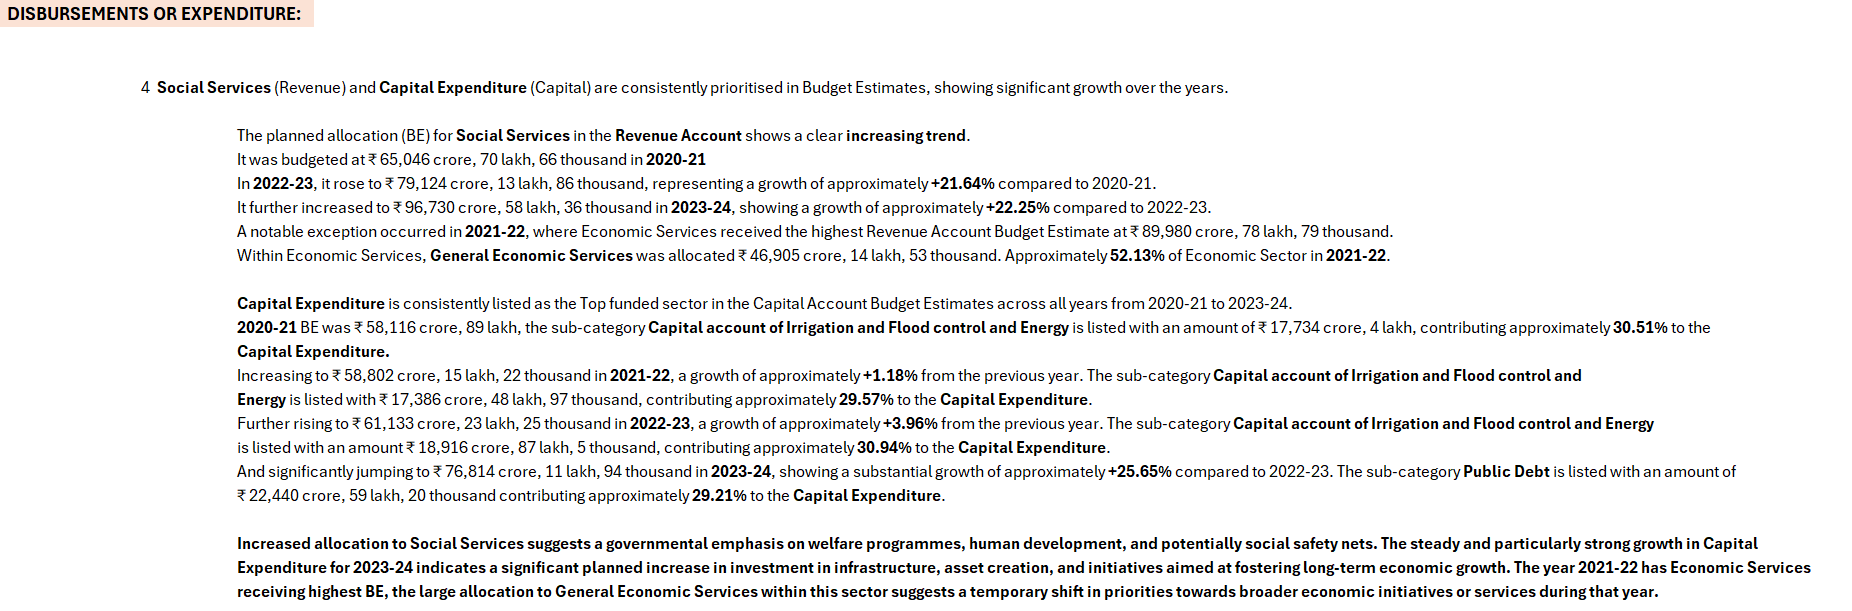 DISBURSEMENTS OR EXPENDITURE:
4 Social Services (Revenue) and Capital Expenditure (Capital) are consistently prioritised in Budget Estimates, showing significant growth over the years.
The planned allocation (BE) for Social Services in the Revenue Account shows a clear increasing trend.
It was budgeted at ₹ 65,046 crore, 70 lakh, 66 thousand in 2020-21
In 2022-23, it rose to ₹ 79,124 crore, 13 lakh, 86 thousand, representing a growth of approximately +21.64% compared to 2020-21.
It further increased to ₹ 96,730 crore, 58 lakh, 36 thousand in 2023-24, showing a growth of approximately +22.25% compared to 2022-23.
A notable exception occurred in 2021-22, where Economic Services received the highest Revenue Account Budget Estimate at ₹ 89,980 crore, 78 lakh, 79 thousand.
Within Economic Services, General Economic Services was allocated ₹ 46,905 crore, 14 lakh, 53 thousand. Approximately 52.13% of Economic Sector in 2021-22.
Capital Expenditure is consistently listed as the Top funded sector in the Capital Account Budget Estimates across all years from 2020-21 to 2023-24.
2020-21 BE was ₹ 58,116 crore, 89 lakh, the sub-category Capital account of Irrigation and Flood control and Energy is listed with an amount of ₹ 17,734 crore, 4 lakh, contributing approximately 30.51% to the
Capital Expenditure.
Increasing to ₹ 58,802 crore, 15 lakh, 22 thousand in 2021-22, a growth of approximately +1.18% from the previous year. The sub-category Capital account of Irrigation and Flood control and
Energy is listed with ₹ 17,386 crore, 48 lakh, 97 thousand, contributing approximately 29.57% to the Capital Expenditure.
Further rising to ₹ 61,133 crore, 23 lakh, 25 thousand in 2022-23, a growth of approximately +3.96% from the previous year. The sub-category Capital account of Irrigation and Flood control and Energy
is listed with an amount ₹ 18,916 crore, 87 lakh, 5 thousand, contributing approximately 30.94% to the Capital Expenditure.
And significantly jumping to ₹ 76,814 crore, 11 lakh, 94 thousand in 2023-24, showing a substantial growth of approximately +25.65% compared to 2022-23. The sub-category Public Debt is listed with an amount of
₹ 22,440 crore, 59 lakh, 20 thousand contributing approximately 29.21% to the Capital Expenditure.
Increased allocation to Social Services suggests a governmental emphasis on welfare programmes, human development, and potentially social safety nets. The steady and particularly strong growth in Capital
Expenditure for 2023-24 indicates a significant planned increase in investment in infrastructure, asset creation, and initiatives aimed at fostering long-term economic growth. The year 2021-22 has Economic Services
receiving highest BE, the large allocation to General Economic Services within this sector suggests a temporary shift in priorities towards broader economic initiatives or services during that year.